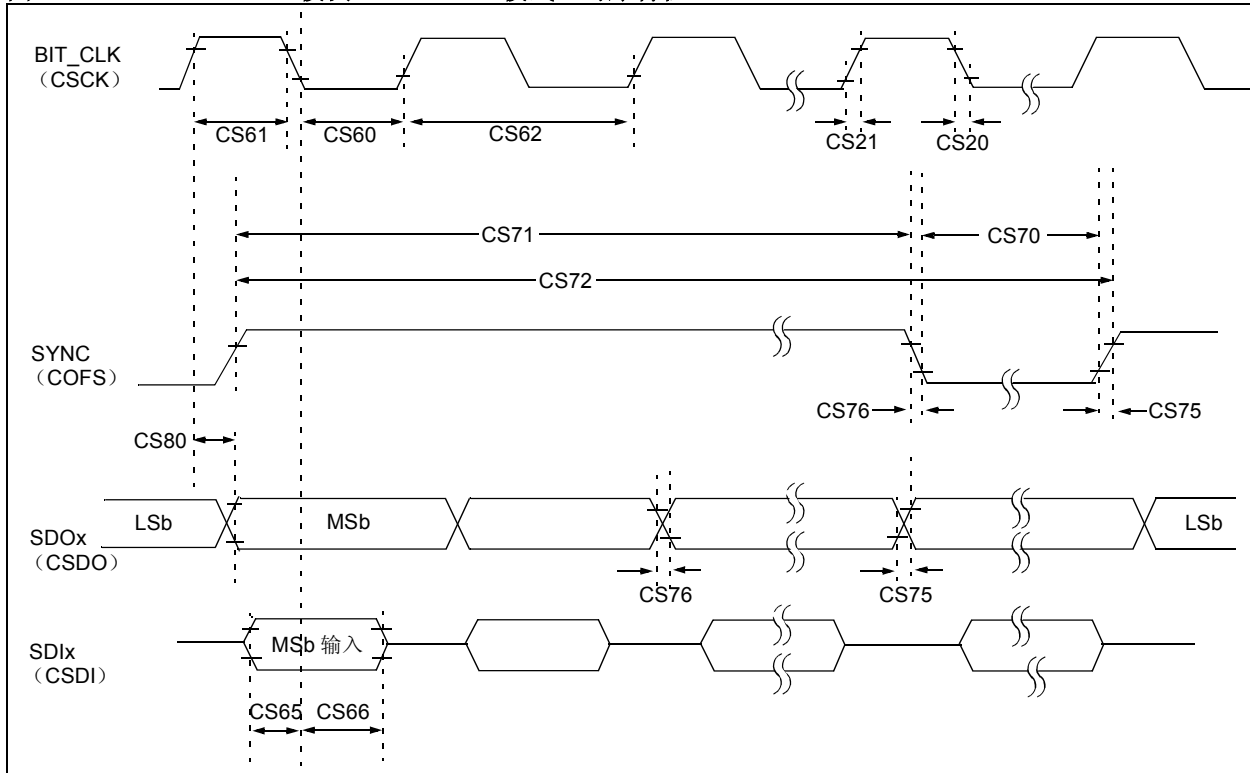 BIT_CLK
（CSCK）
CS61
CS60
CS62
CS21
CS20
CS71
CS70
CS72
SYNC
（COFS）
CS76
CS75
CS80
SDOx
（CSDO）
LSb
MSb
LSb
CS76
CS75
SDIx
（CSDI）
MSb 输入
CS65
CS66